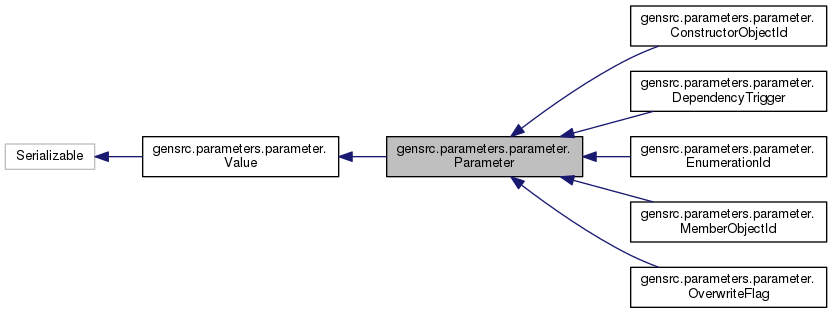 Serializable
gensrc.parameters.parameter.
Value
gensrc.parameters.parameter.
Parameter
gensrc.parameters.parameter.
ConstructorObjectId
gensrc.parameters.parameter.
DependencyTrigger
gensrc.parameters.parameter.
EnumerationId
gensrc.parameters.parameter.
MemberObjectId
gensrc.parameters.parameter.
OverwriteFlag